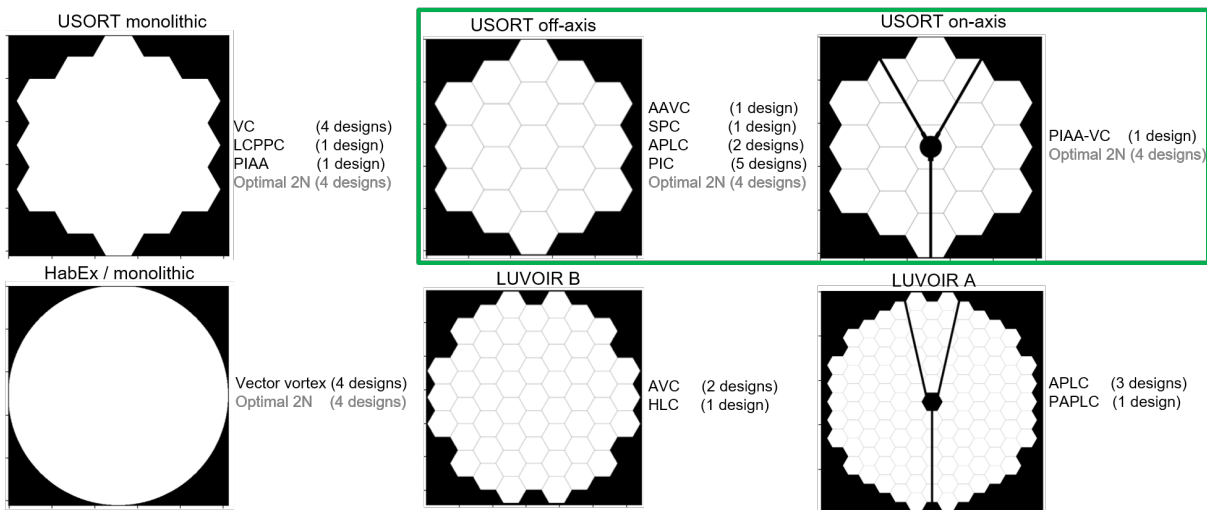 USORT monolithic
VC (4 designs)
LCPPC (1 design)
PIAA (1 design)
Optimal 2N (4 designs)
USORT off-axis
AAVC (1 design)
SPC (1 design)
APLC (2 designs)
PIC (5 designs)
Optimal 2N (4 designs)
USORT on-axis
PIAA-VC (1 design)
Optimal 2N (4 designs)
HabEx / monolithic
Vector vortex (4 designs)
Optimal 2N (4 designs)
LUVOIR B
AVC (2 designs)
HLC (1 design)
LUVOIR A
APLC (3 designs)
PAPLC (1 design)